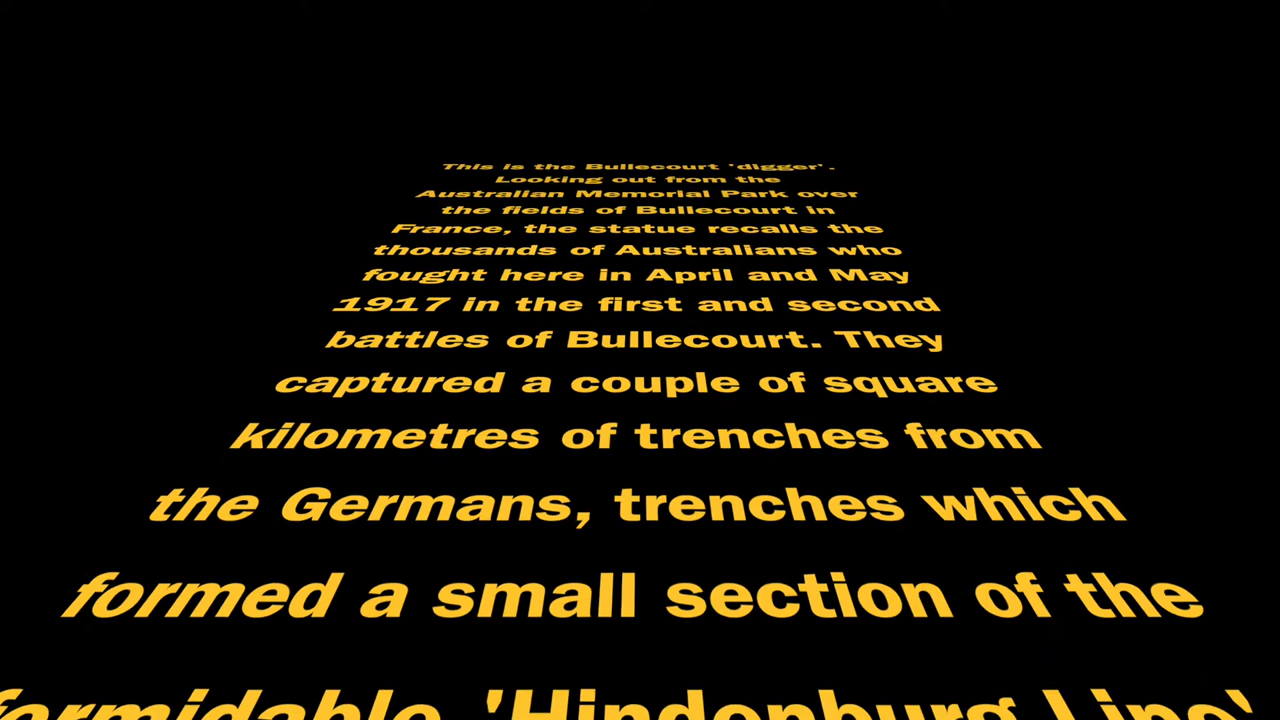 This is the Bullecourt 'digger'.
Looking out from the
Australian Memorial Park over
the fields of Bullecourt in
France, the statue recalls the
thousands of Australians who
fought here in April and May
1917 in the first and second
battles of Bullecourt. They
captured a couple of square
kilometres of trenches from
the Germans, trenches which
formed a small section of the
formidable 'Hindenburg Line'